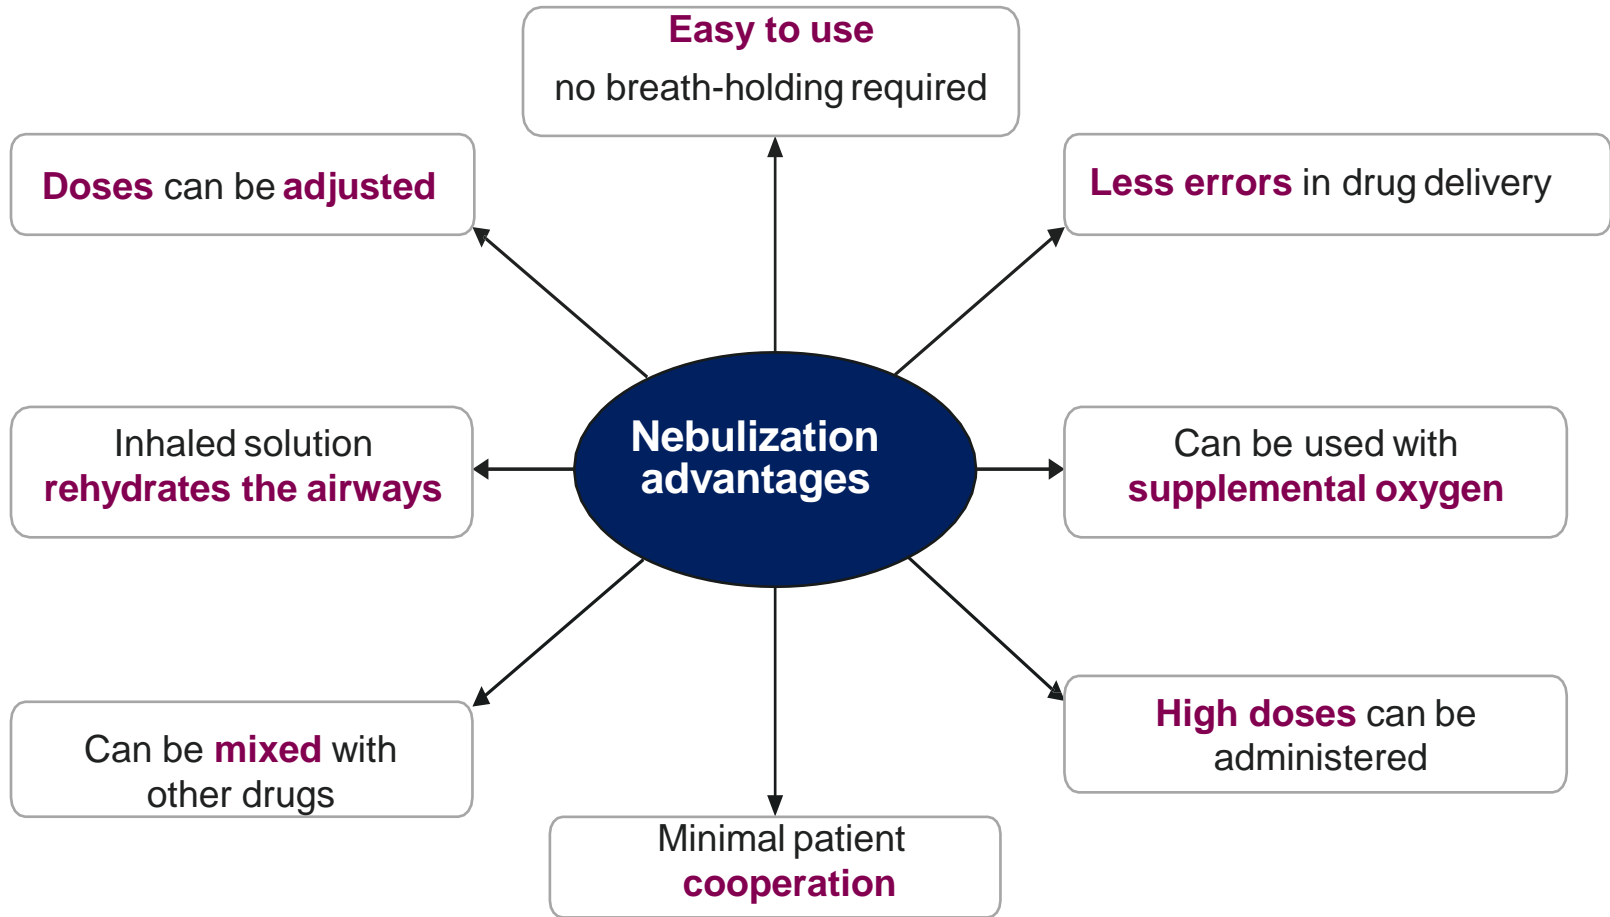 Easy to use
no breath-holding required
Doses can be adjusted
Less errors in drug delivery
Inhaled solution
rehydrates the airways
Nebulization
advantages
Can be used with
supplemental oxygen
Can be mixed with
other drugs
High doses can be
administered
Minimal patient
cooperation